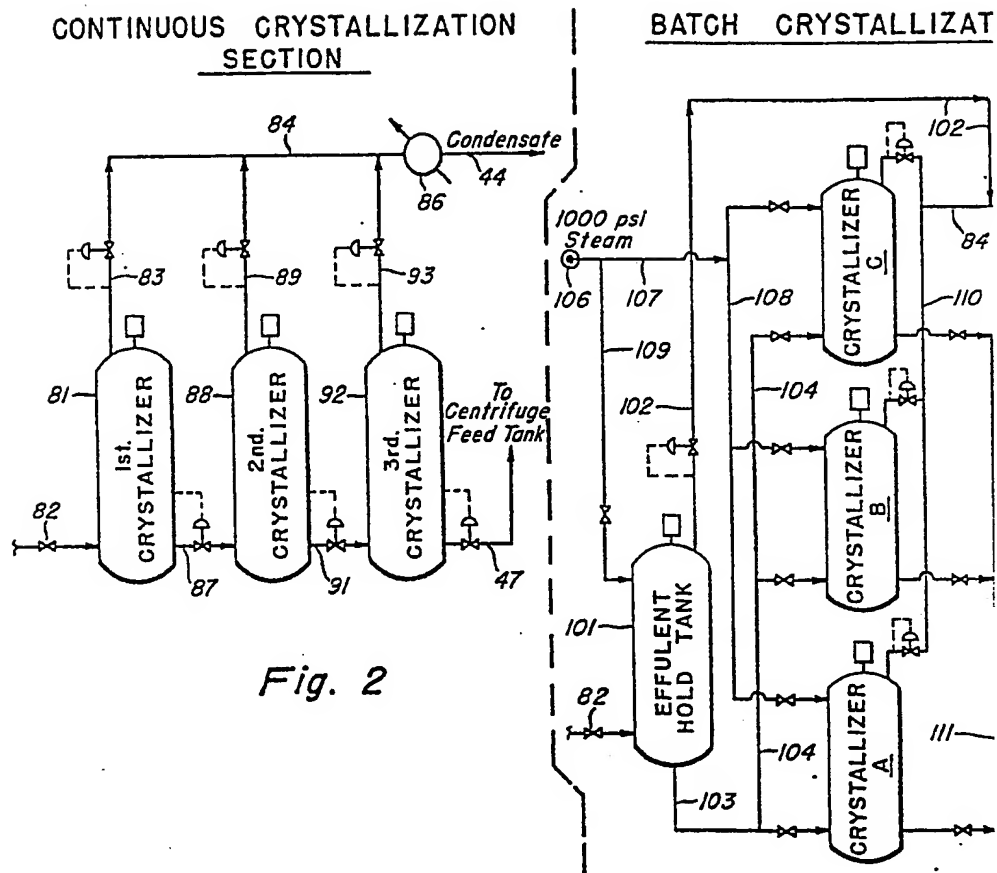 CONTINUOUS CRYSTALLIZATION
SECTION
84
Condensate
44
86
83
89
93
81
1st.
CRYSTALLIZER
88
2nd.
CRYSTALLIZER
92
3rd.
CRYSTALLIZER
To
Centrifuge
Feed Tank
82
87
91
47
Fig. 2
BATCH CRYSTALLIZAT
102
1000 psi
Steam
106
107
108
109
102
104
CRYSTALLIZER
C
84
110
CRYSTALLIZER
B
101
EFFULENT
HOLD TANK
82
103
104
CRYSTALLIZER
A
111